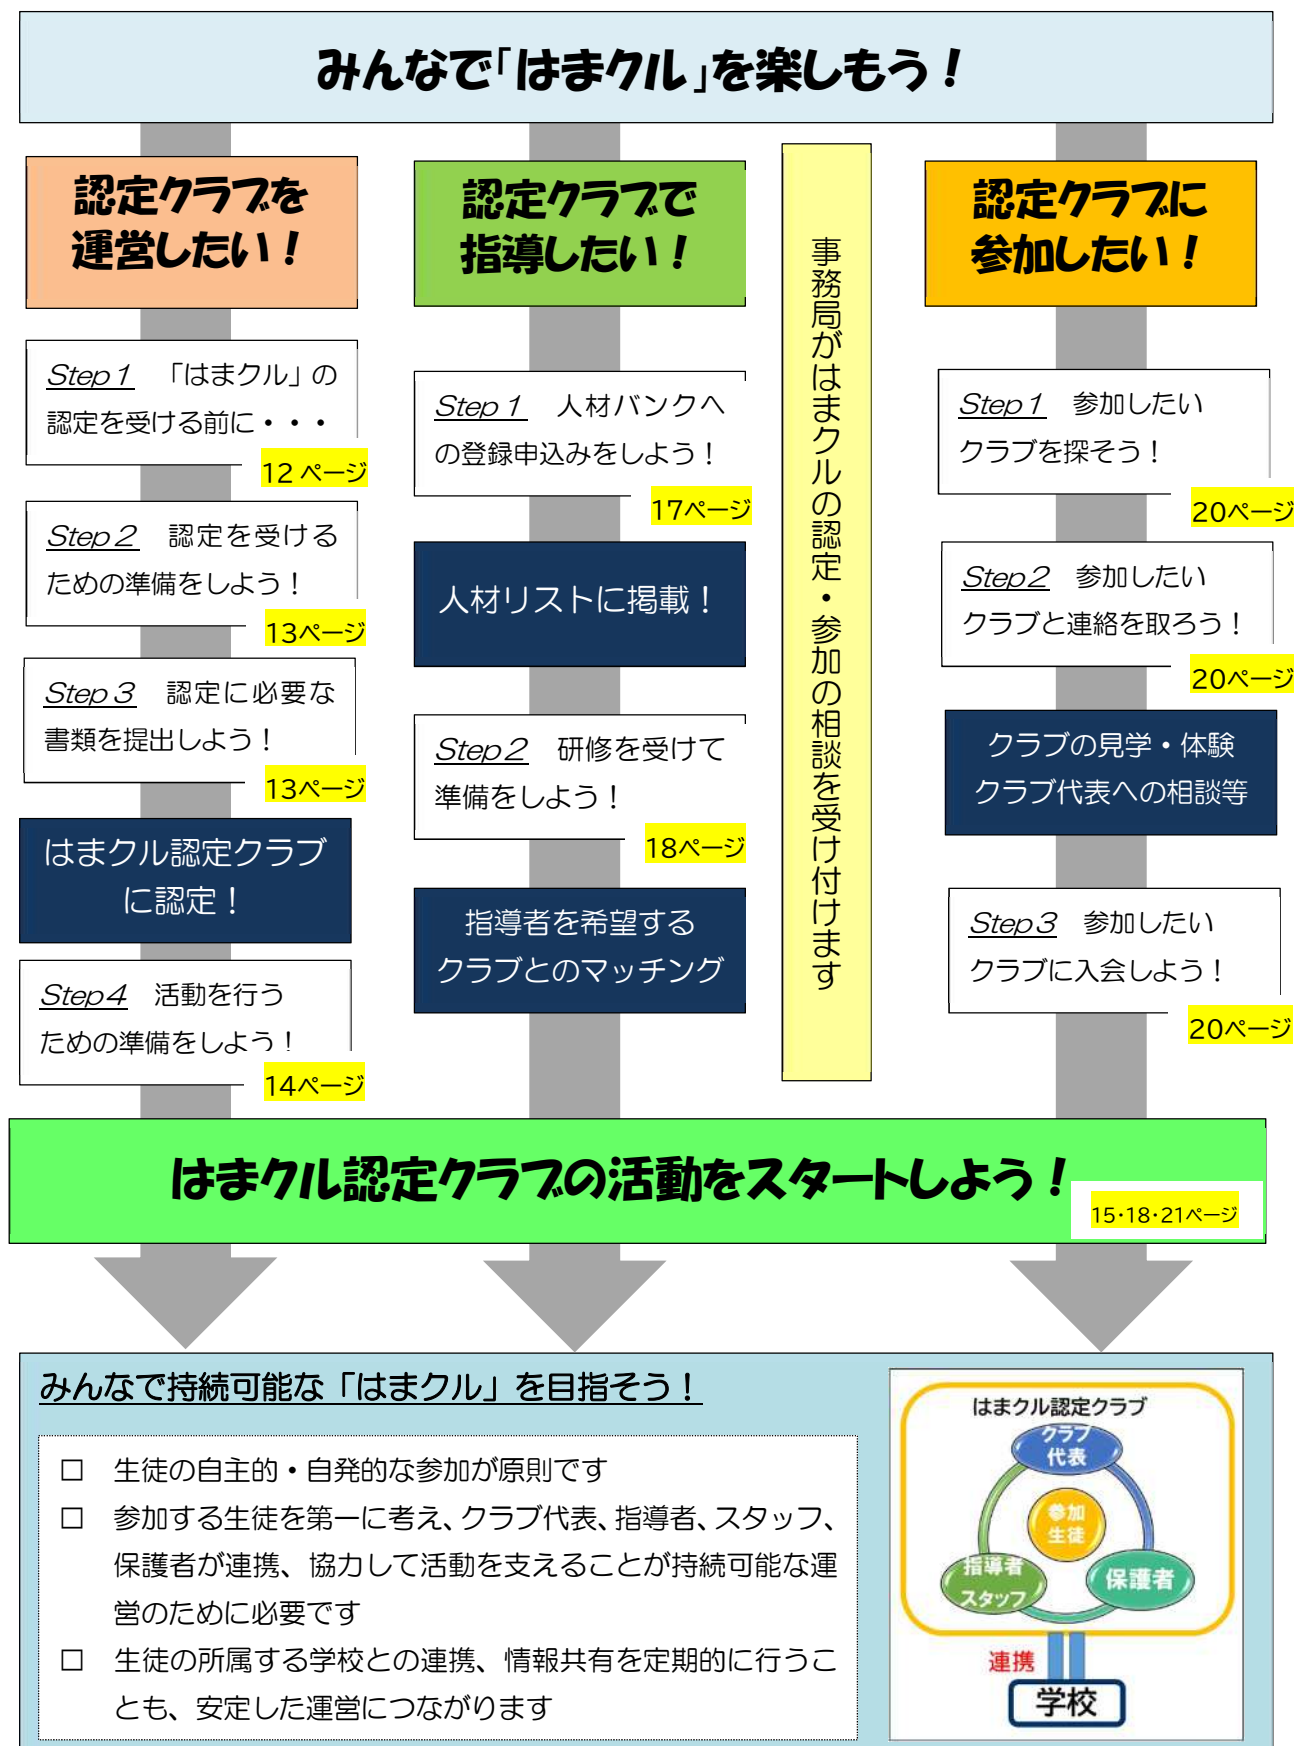 みんなで「はまクル」を楽しもう！
認定クラブを
運営したい！
Step１　「はまクル」の
認定を受ける前に・・・
12 ページ
Step２　認定を受ける
ための準備をしよう！
13ページ
Step３　認定に必要な
書類を提出しよう！
13ページ
はまクル認定クラブ
に認定！
Step4　活動を行う
ための準備をしよう！
14ページ
認定クラブで
指導したい！
Step１　人材バンクへ
の登録申込みをしよう！
17ページ
人材リストに掲載！
Step２　研修を受けて
準備をしよう！
18ページ
指導者を希望する
クラブとのマッチング
事務局がはまクルの認定・参加の相談を受け付けます
認定クラブに
参加したい！
Step１　参加したい
クラブを探そう！
20ページ
Step２　参加したい
クラブと連絡を取ろう！
20ページ
クラブの見学・体験
クラブ代表への相談等
Step３　参加したい
クラブに入会しよう！
20ページ
はまクル認定クラブの活動をスタートしよう！
15・18・21ページ
みんなで持続可能な「はまクル」を目指そう！
□　生徒の自主的・自発的な参加が原則です
□　参加する生徒を第一に考え、クラブ代表、指導者、スタッフ、
保護者が連携、協力して活動を支えることが持続可能な運
営のために必要です
□　生徒の所属する学校との連携、情報共有を定期的に行うこ
とも、安定した運営につながります
はまクル認定クラブ
クラブ
代表
参加
生徒
指導者
スタッフ
保護者
連携
学校